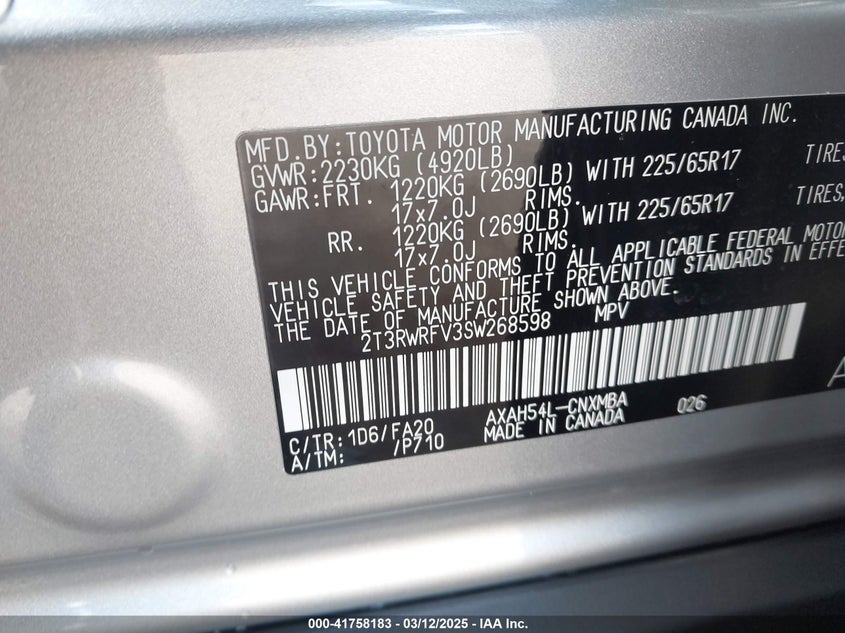 MFD. BY: TOYOTA MOTOR MANUFACTURING CANADA INC.
GVWR: 2230KG (4920LB)
GAWR: FRT. 1220KG (2690LB) WITH 225/65R17 TIRES
17x7.0J RIMS.
RR. 1220KG (2690LB) WITH 225/65R17 TIRES,
17x7.0J RIMS.
THIS VEHICLE CONFORMS TO ALL APPLICABLE FEDERAL MOTOR
VEHICLE SAFETY AND THEFT PREVENTION STANDARDS IN EFFE
THE DATE OF MANUFACTURE SHOWN ABOVE.
2T3RWRFV3SW268598 MPV
C/TR: 1D6/FA20 AXAH54L-CNXMBA 026
A/TM: /P710 MADE IN CANADA
000-41758183 - 03/12/2025 - IAA Inc.